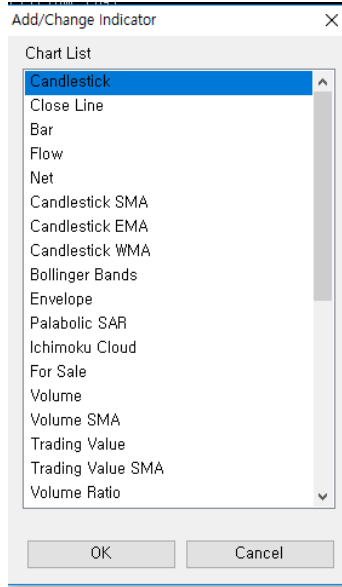 Add/Change Indicator
Chart List
Candlestick
Close Line
Bar
Flow
Net
Candlestick SMA
Candlestick EMA
Candlestick WMA
Bollinger Bands
Envelope
Palabolic SAR
Ichimoku Cloud
For Sale
Volume
Volume SMA
Trading Value
Trading Value SMA
Volume Ratio
OK
Cancel